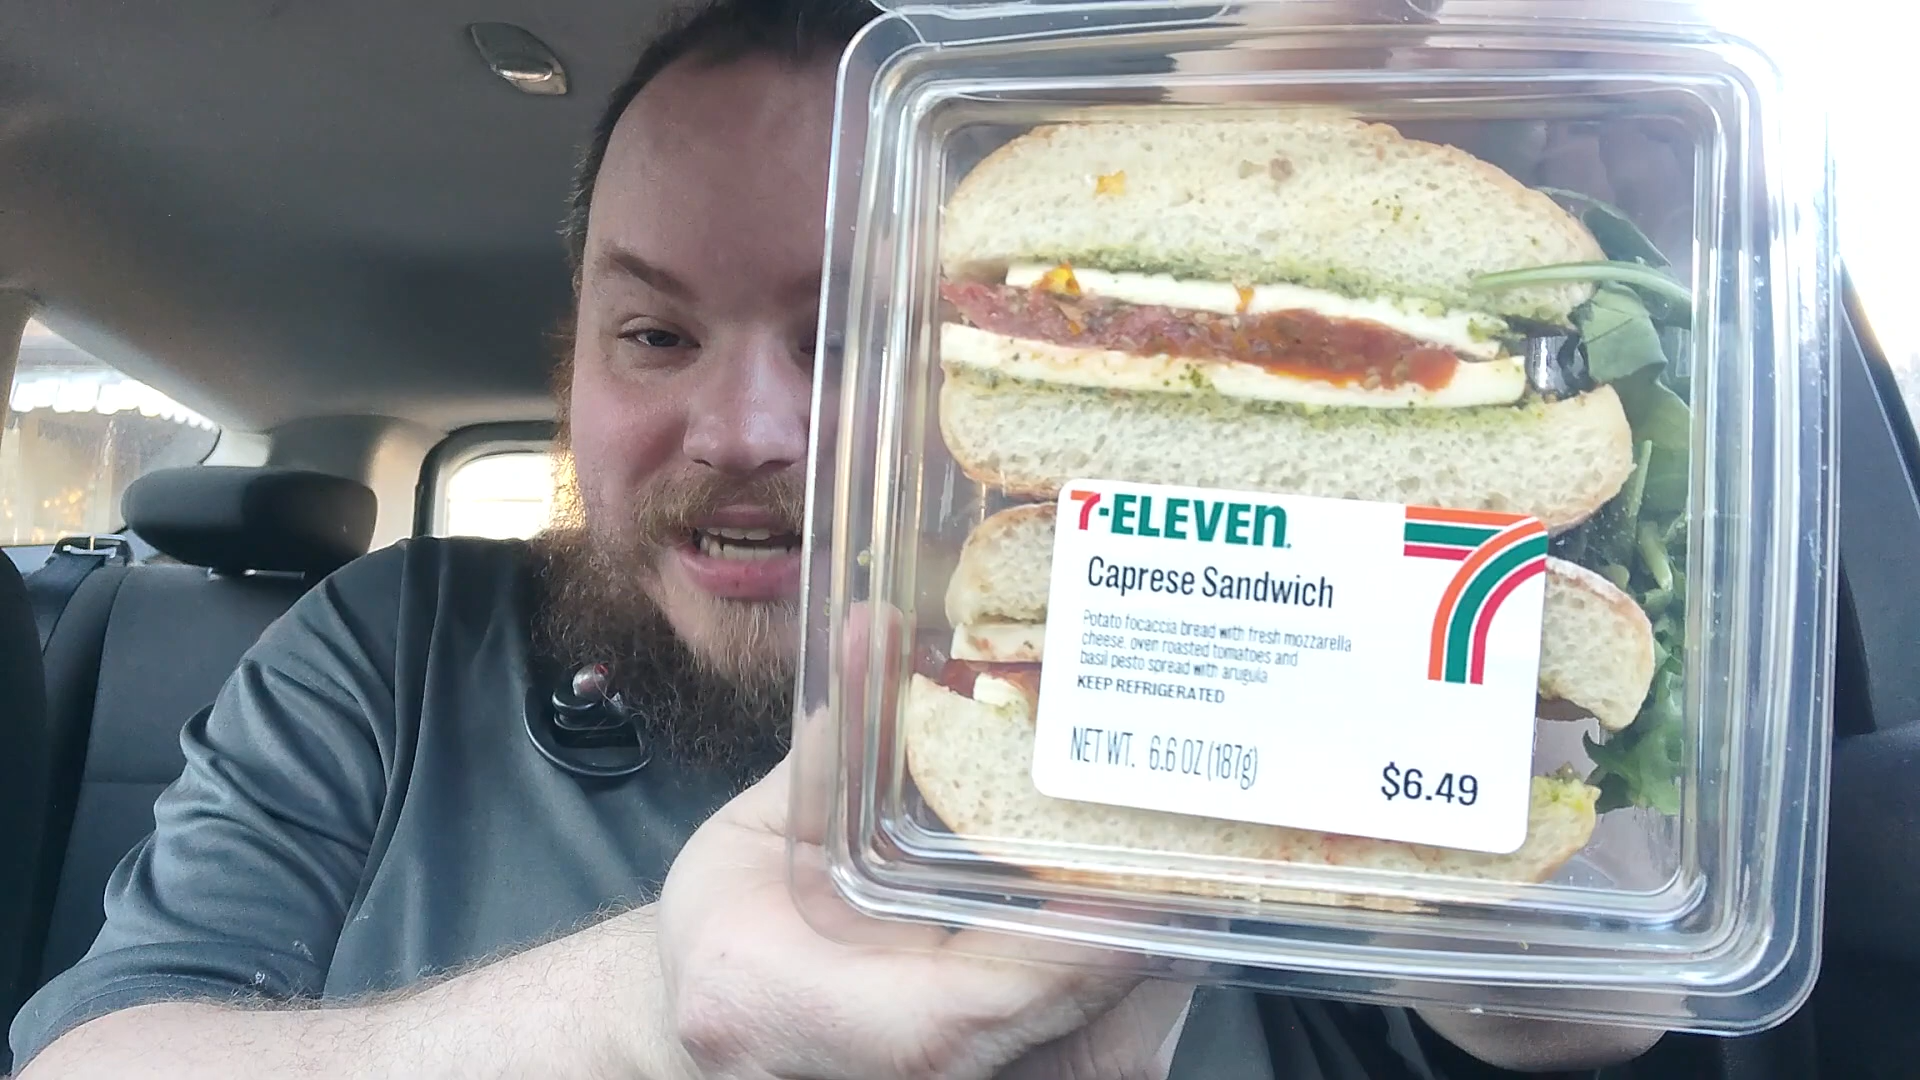 7-ELEVEn.
Caprese Sandwich
Potato focaccia bread with fresh mozzarella
cheese, oven roasted tomatoes and
basil pesto spread with arugula
KEEP REFRIGERATED
NET WT. 6.6 OZ (187g)
$6.49